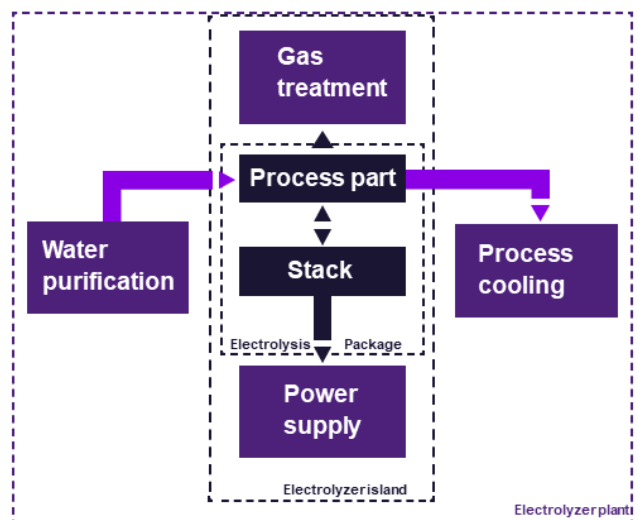 Gas
treatment
Process part
Water
purification
Stack
Process
cooling
Electrolysis Package
Power
supply
Electrolyzer island
Electrolyzer plant